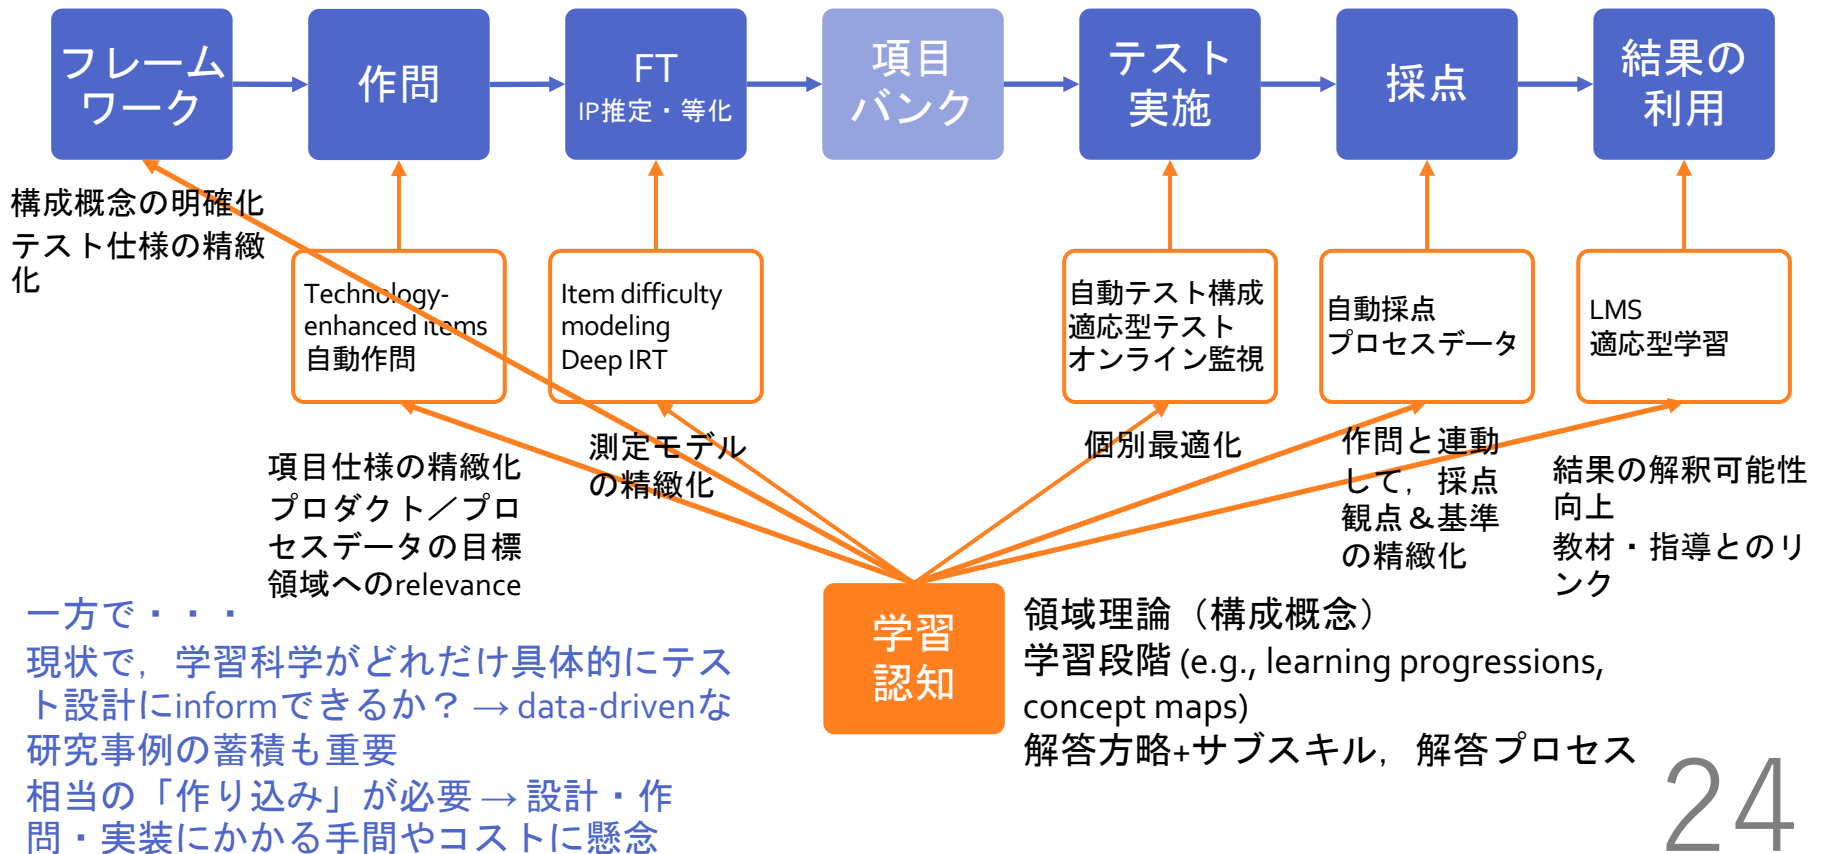 フレーム
ワーク
作問
FT
IP推定・等化
項目
バンク
テスト
実施
採点
結果の
利用
構成概念の明確化
テスト仕様の精緻
化
Technology-
enhanced items
自動作問
Item difficulty
modeling
Deep IRT
自動テスト構成
適応型テスト
オンライン監視
自動採点
プロセスデータ
LMS
適応型学習
項目仕様の精緻化
プロダクト／プロ
セスデータの目標
領域へのrelevance
測定モデル
の精緻化
個別最適化
作問と連動
して，採点
観点＆基準
の精緻化
結果の解釈可能性
向上
教材・指導とのリ
ンク
一方で・・・
現状で，学習科学がどれだけ具体的にテス
ト設計にinformできるか？ → data-drivenな
研究事例の蓄積も重要
相当の「作り込み」が必要 → 設計・作
問・実装にかかる手間やコストに懸念
学習
認知
領域理論（構成概念）
学習段階 (e.g., learning progressions,
concept maps)
解答方略+サブスキル，解答プロセス
24